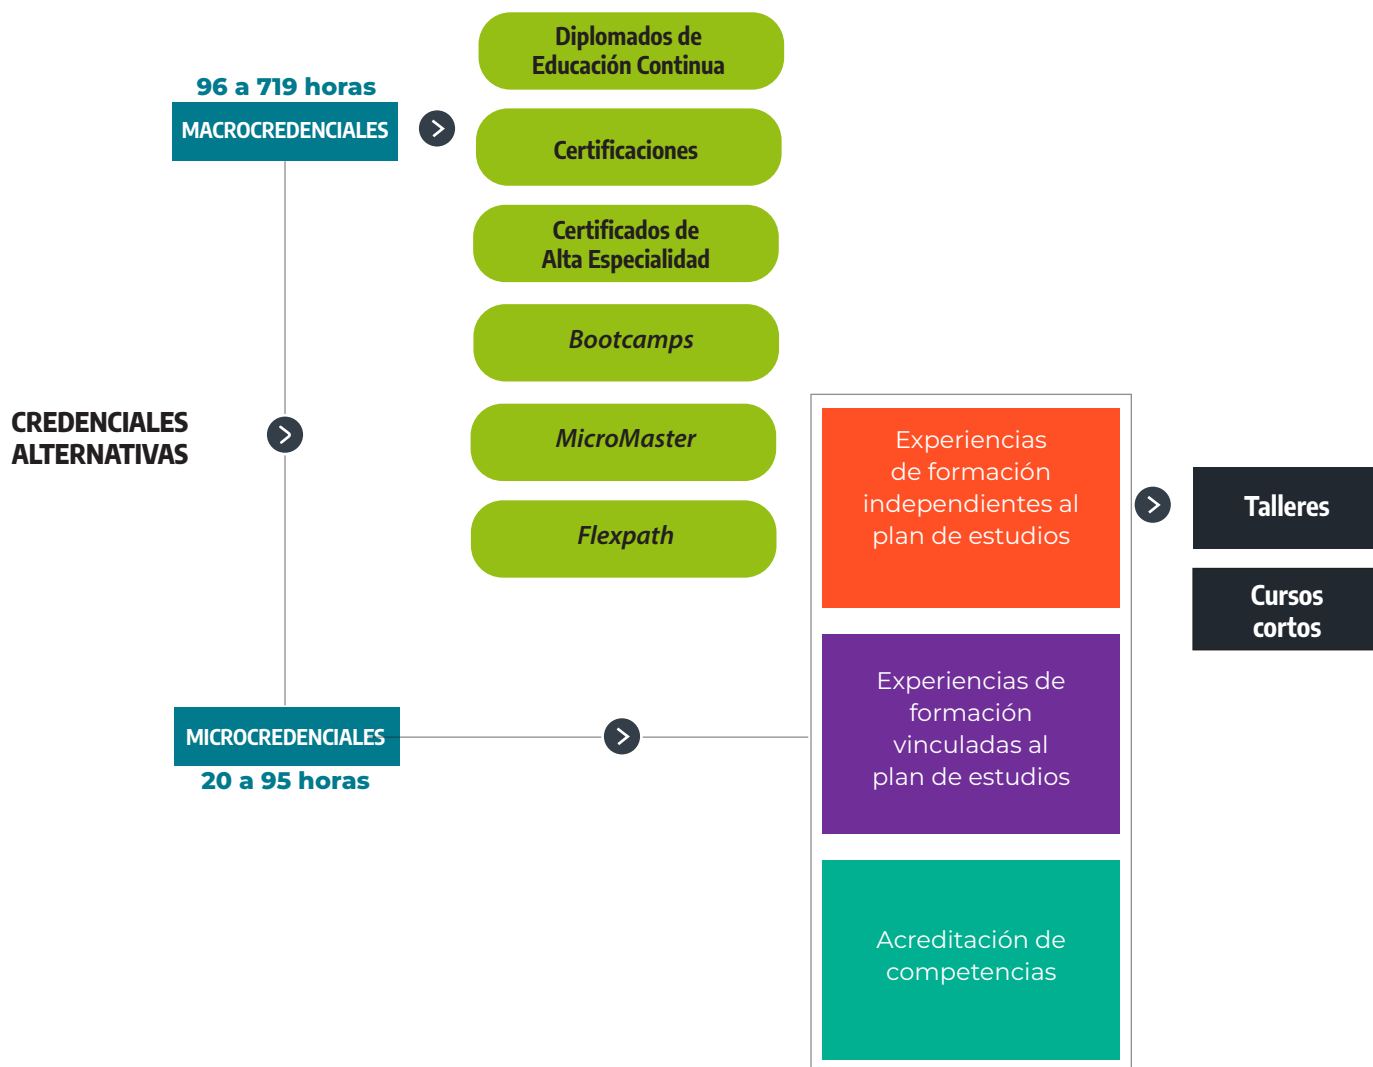 CREDENCIALES
ALTERNATIVAS
96 a 719 horas
MACROCREDENCIALES
Diplomados de
Educación Continua
Certificaciones
Certificados de
Alta Especialidad
Bootcamps
MicroMaster
Flexpath
MICROCREDENCIALES
20 a 95 horas
Experiencias
de formación
independientes al
plan de estudios
Talleres
Cursos
cortos
Experiencias de
formación
vinculadas al
plan de estudios
Acreditación de
competencias